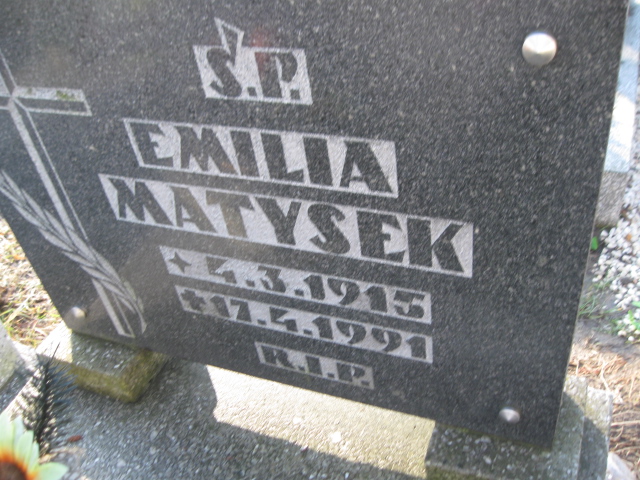 Ś.P.
EMILIA
MATYSEK
* 4.3.1915
+ 17.4.1991
R.I.P.